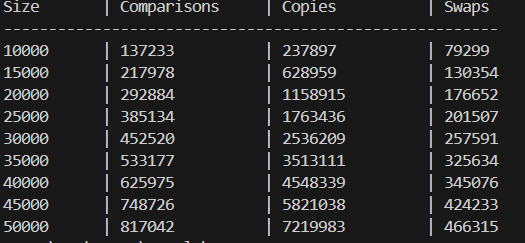 Size | Comparisons | Copies | Swaps
--------------------------------------------------------
10000 | 137233 | 237897 | 79299
15000 | 217978 | 628959 | 130354
20000 | 292884 | 1158915 | 176652
25000 | 385134 | 1763436 | 201507
30000 | 452520 | 2536209 | 257591
35000 | 533177 | 3513111 | 325634
40000 | 625975 | 4548339 | 345076
45000 | 748726 | 5821038 | 424233
50000 | 817042 | 7219983 | 466315